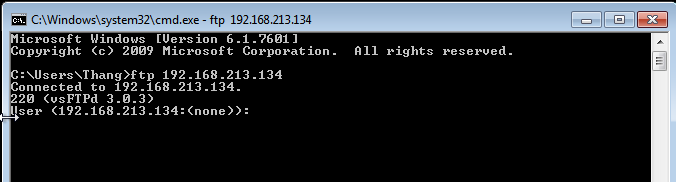 C:\Windows\system32\cmd.exe - ftp 192.168.213.134
Microsoft Windows [Version 6.1.7601]
Copyright (c) 2009 Microsoft Corporation.  All rights reserved.
C:\Users\Thang>ftp 192.168.213.134
Connected to 192.168.213.134.
220 (vsFTPd 3.0.3)
User (192.168.213.134:(none)):